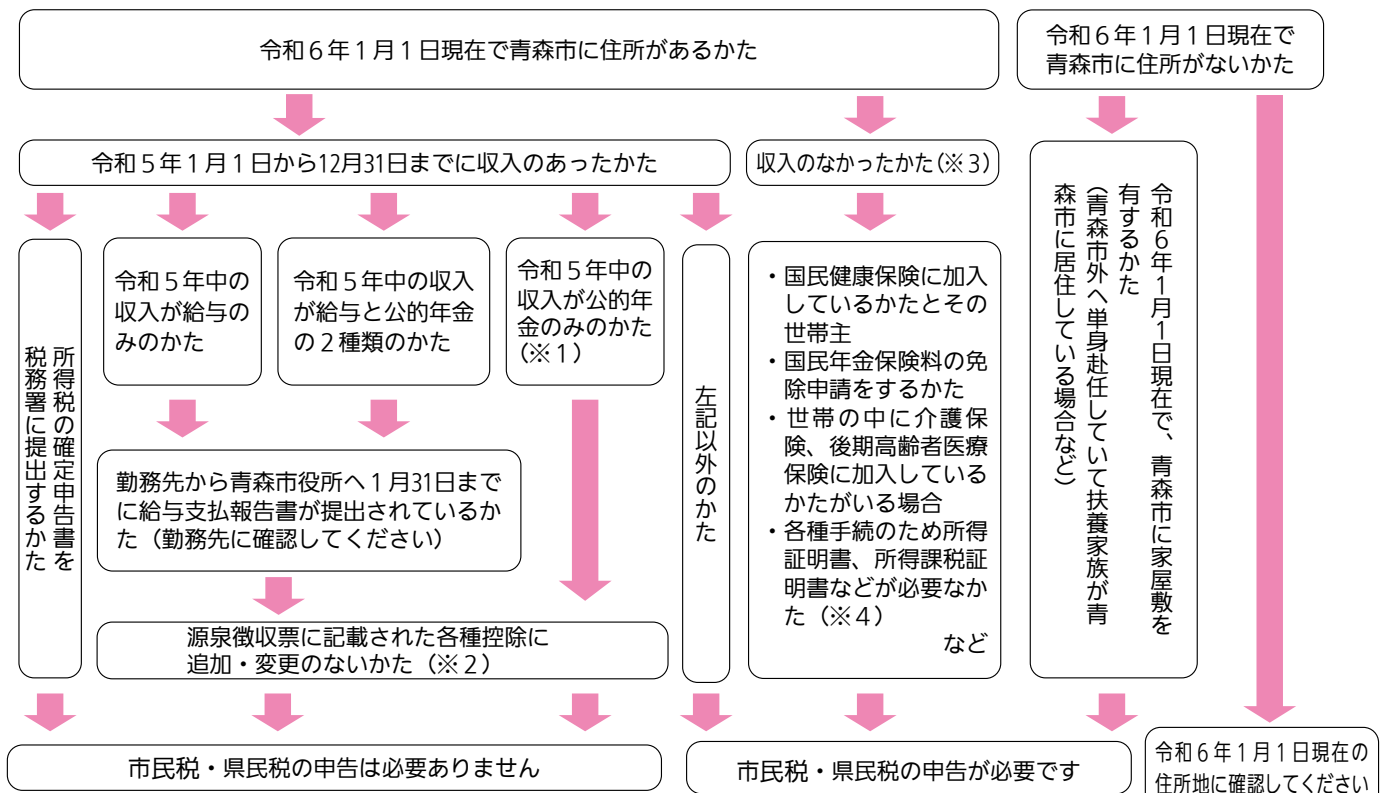 令和６年１月１日現在で青森市に住所があるかた
令和６年１月１日現在で
青森市に住所がないかた
令和５年１月１日から12月31日までに収入のあったかた
収入のなかったかた（※３）
所得税の確定申告書を
税務署に提出するかた
令和５年中の
収入が給与の
みのかた
令和５年中の収入
が給与と公的年金
の２種類のかた
令和５年中の
収入が公的年
金のみのかた
（※１）
左記以外のかた
・国民健康保険に加入
しているかたとその
世帯主
・国民年金保険料の免
除申請をするかた
・世帯の中に介護保
険、後期高齢者医療
保険に加入している
かたがいる場合
・各種手続のため所得
証明書、所得課税証
明書などが必要なか
た（※４）
など
令和６年１月１日現在で、青森市に家屋敷を
有するかた
（青森市外へ単身赴任していて扶養家族が青
森市に居住している場合など）
勤務先から青森市役所へ１月31日まで
に給与支払報告書が提出されているか
た（勤務先に確認してください）
源泉徴収票に記載された各種控除に
追加・変更のないかた（※２）
市民税・県民税の申告は必要ありません
市民税・県民税の申告が必要です
令和６年１月１日現在の
住所地に確認してください